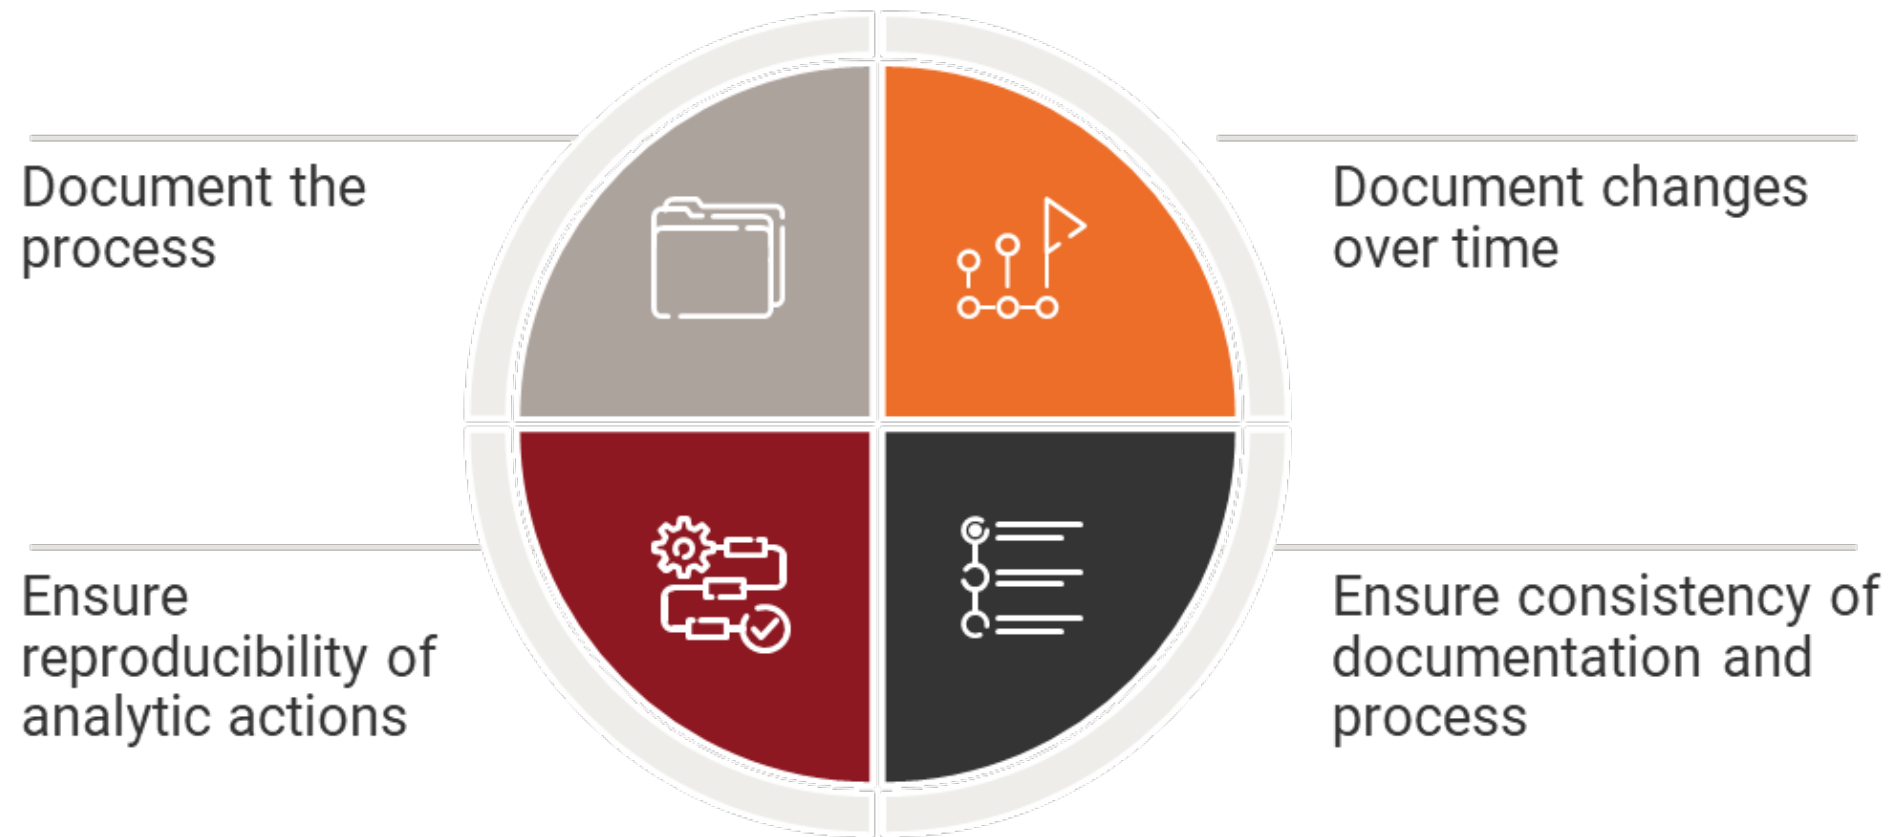 Document the
process
Document changes
over time
Ensure
reproducibility of
analytic actions
Ensure consistency of
documentation and
process